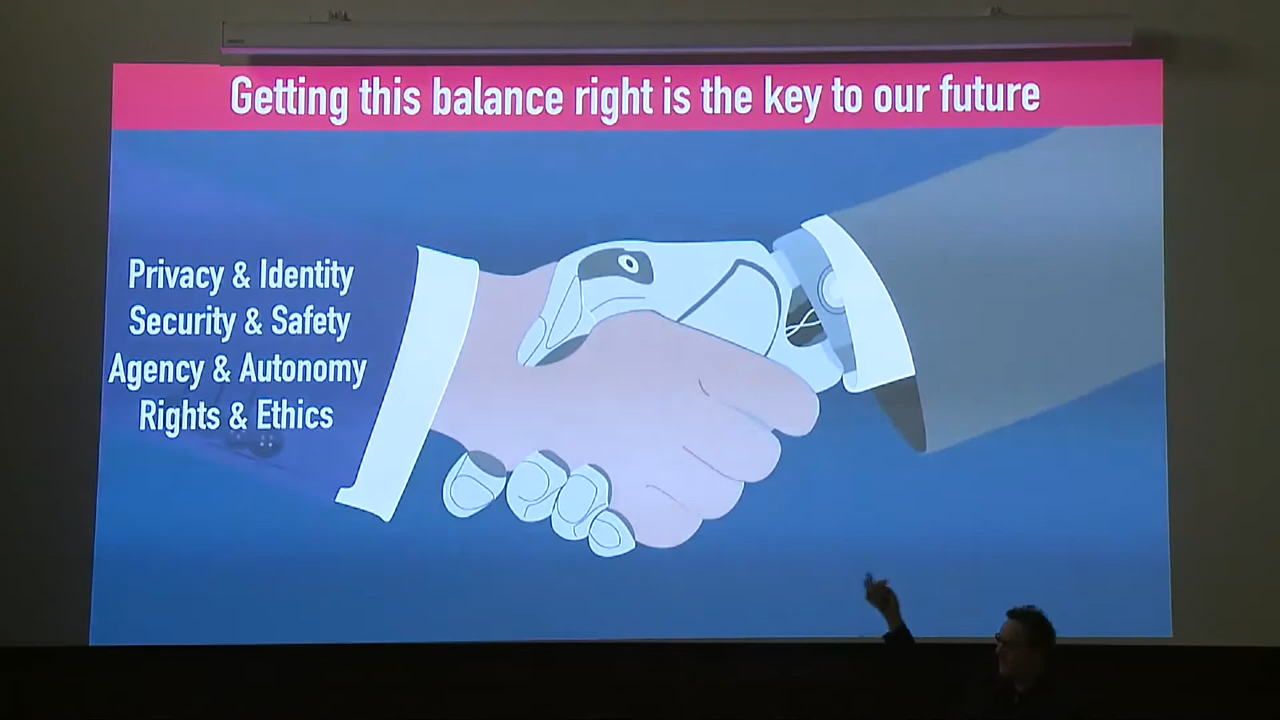 Getting this balance right is the key to our future
Privacy & Identity
Security & Safety
Agency & Autonomy
Rights & Ethics